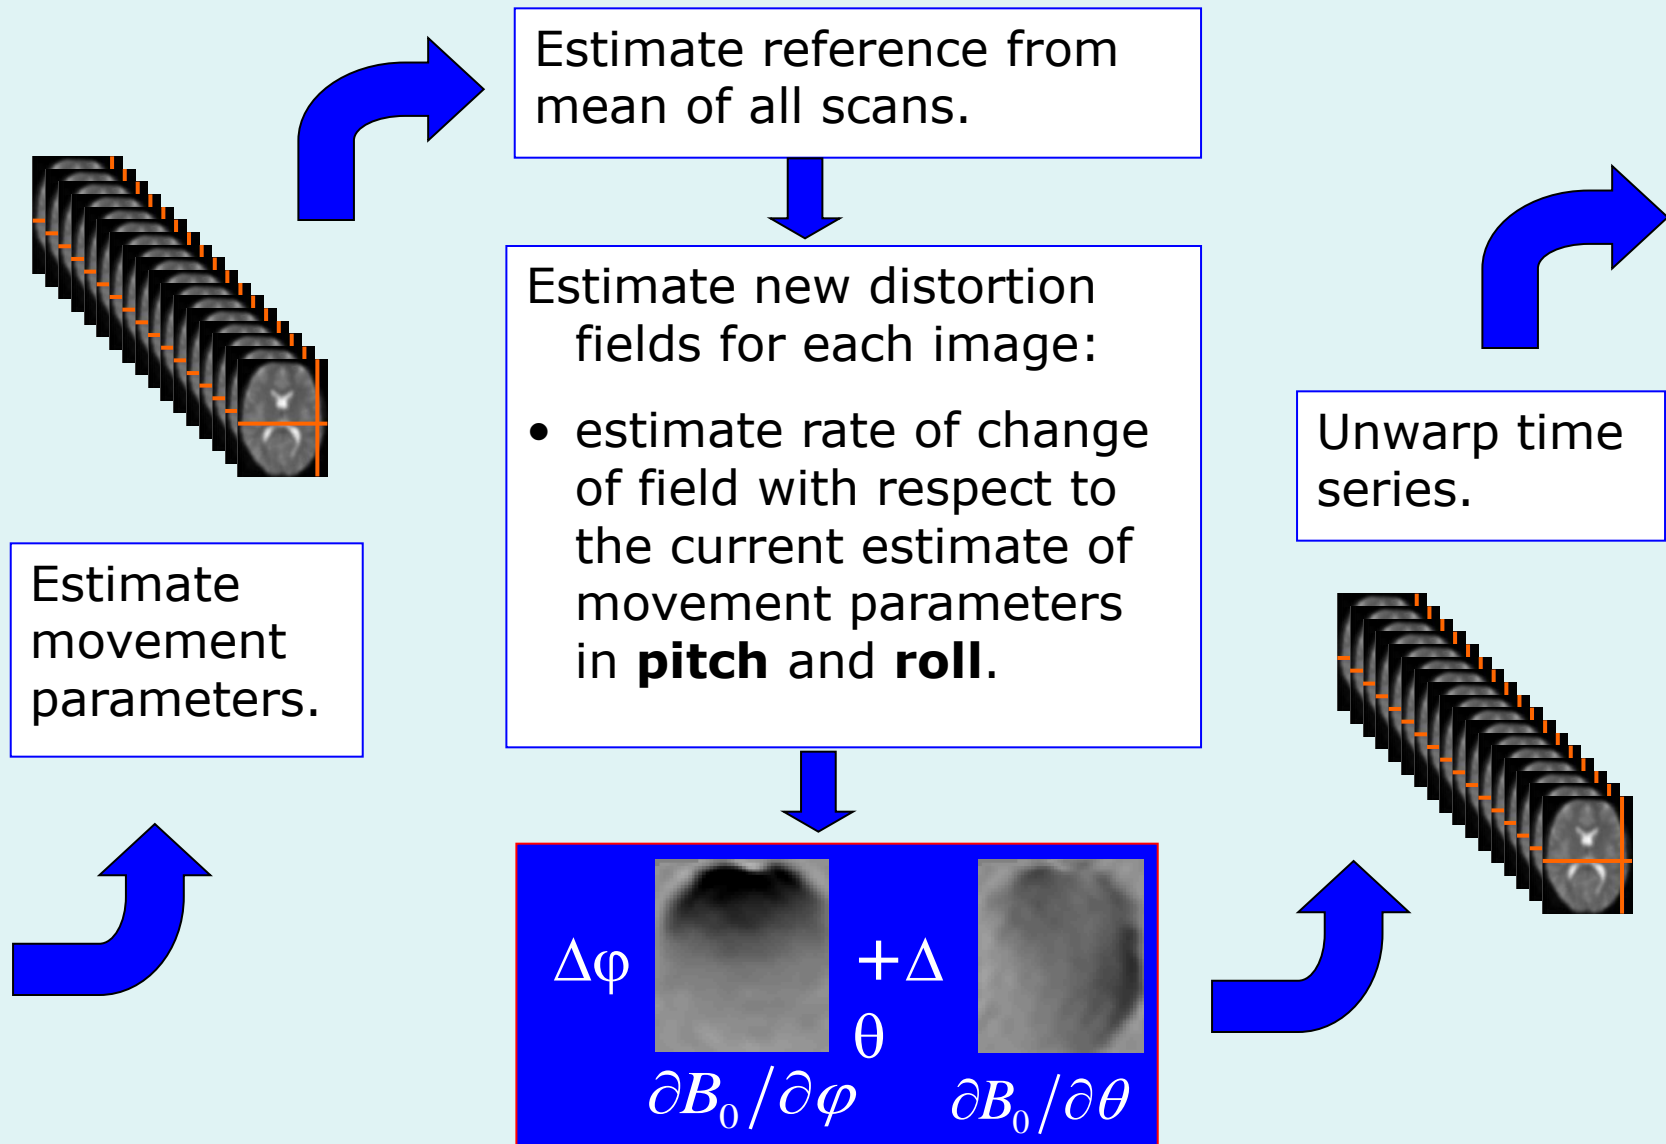 Estimate reference from
mean of all scans.
Estimate new distortion
fields for each image:
• estimate rate of change
of field with respect to
the current estimate of
movement parameters
in pitch and roll.
Unwarp time
series.
Estimate
movement
parameters.
Δφ +Δ
θ
∂B₀/∂φ ∂B₀/∂θ